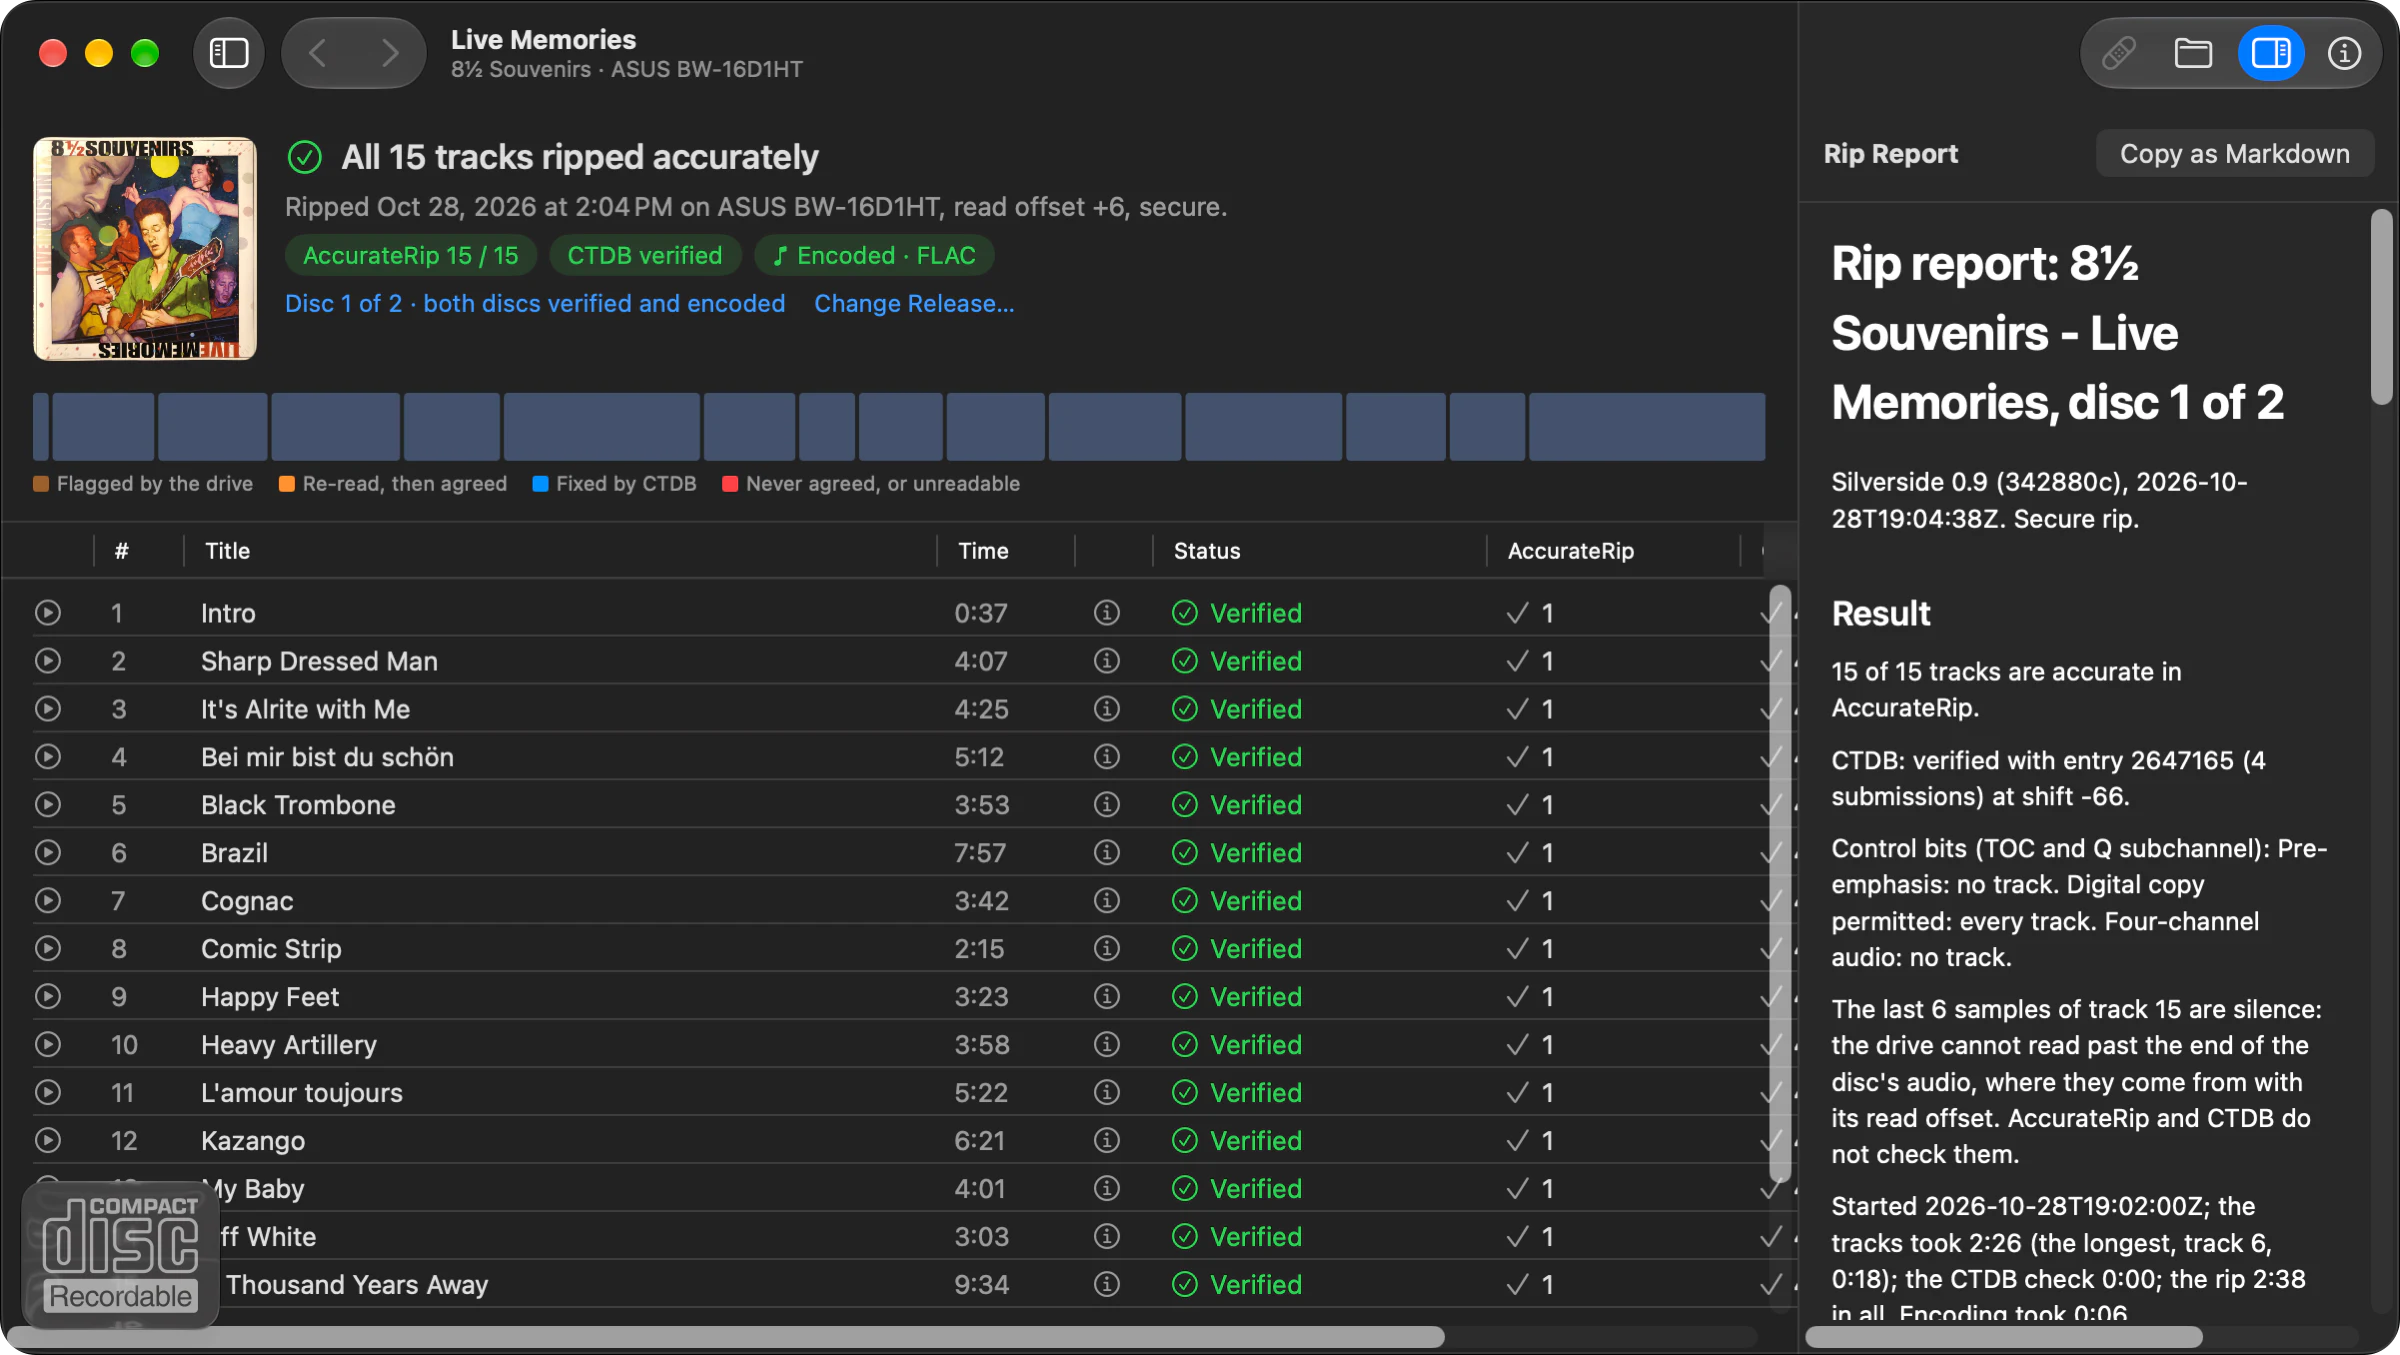 Live Memories
8½ Souvenirs · ASUS BW-16D1HT
8½SOUVENIRS
LIVE MEMORIES
All 15 tracks ripped accurately
Ripped Oct 28, 2026 at 2:04 PM on ASUS BW-16D1HT, read offset +6, secure.
AccurateRip 15 / 15
CTDB verified
Encoded · FLAC
Disc 1 of 2 · both discs verified and encoded
Change Release...
Flagged by the drive
Re-read, then agreed
Fixed by CTDB
Never agreed, or unreadable
# Title Time Status AccurateRip
1 Intro 0:37 Verified 1
2 Sharp Dressed Man 4:07 Verified 1
3 It's Alrite with Me 4:25 Verified 1
4 Bei mir bist du schön 5:12 Verified 1
5 Black Trombone 3:53 Verified 1
6 Brazil 7:57 Verified 1
7 Cognac 3:42 Verified 1
8 Comic Strip 2:15 Verified 1
9 Happy Feet 3:23 Verified 1
10 Heavy Artillery 3:58 Verified 1
11 L'amour toujours 5:22 Verified 1
12 Kazango 6:21 Verified 1
My Baby 4:01 Verified 1
White 3:03 Verified 1
Thousand Years Away 9:34 Verified 1
COMPACT
disc
Recordable
Rip Report
Copy as Markdown
Rip report: 8½
Souvenirs - Live
Memories, disc 1 of 2
Silverside 0.9 (342880c), 2026-10-
28T19:04:38Z. Secure rip.
Result
15 of 15 tracks are accurate in
AccurateRip.
CTDB: verified with entry 2647165 (4
submissions) at shift -66.
Control bits (TOC and Q subchannel): Pre-
emphasis: no track. Digital copy
permitted: every track. Four-channel
audio: no track.
The last 6 samples of track 15 are silence:
the drive cannot read past the end of the
disc's audio, where they come from with
its read offset. AccurateRip and CTDB do
not check them.
Started 2026-10-28T19:02:00Z; the
tracks took 2:26 (the longest, track 6,
0:18); the CTDB check 0:00; the rip 2:38
in all. Encoding took 0:06